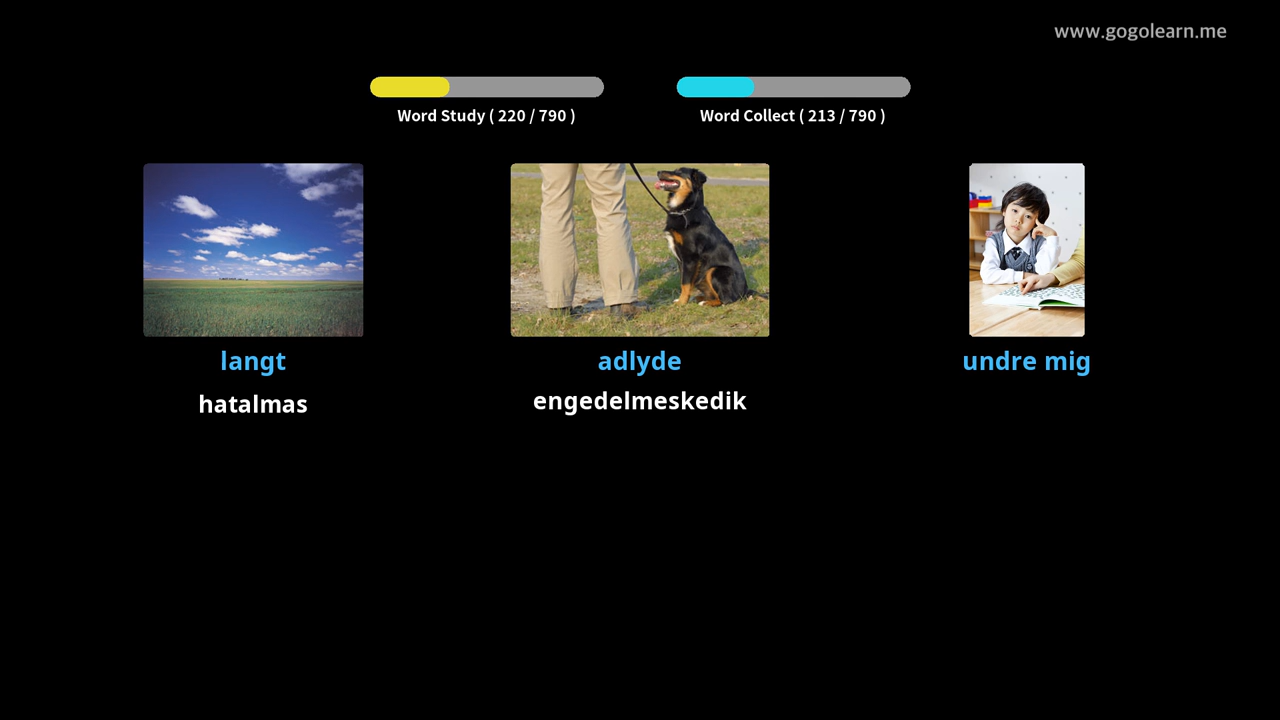 www.gogolearn.me
Word Study ( 220 / 790 )
Word Collect ( 213 / 790 )
langt
adlyde
undre mig
hatalmas
engedelmeskedik